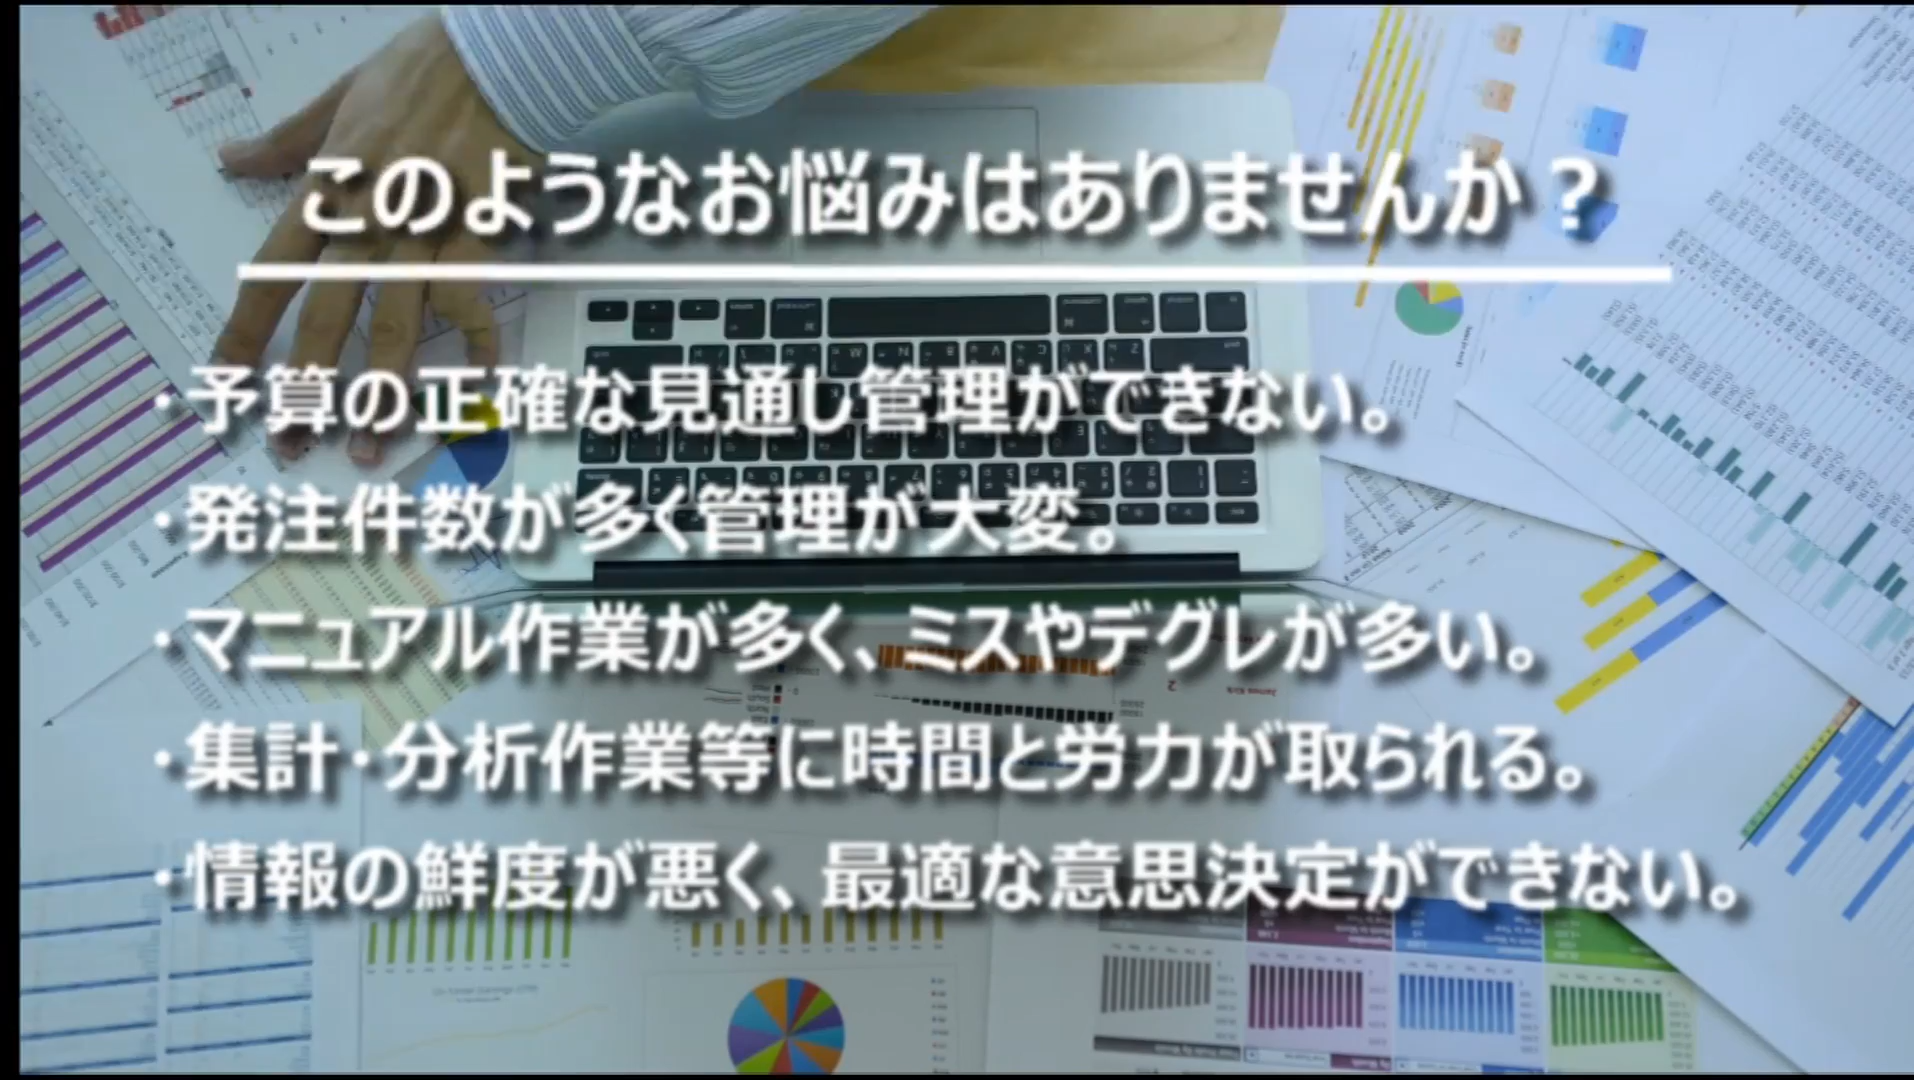 このようなお悩みはありませんか？
・予算の正確な見通し管理ができない。
・発注件数が多く管理が大変。
・マニュアル作業が多く、ミスやデグレが多い。
・集計・分析作業等に時間と労力が取られる。
・情報の鮮度が悪く、最適な意思決定ができない。